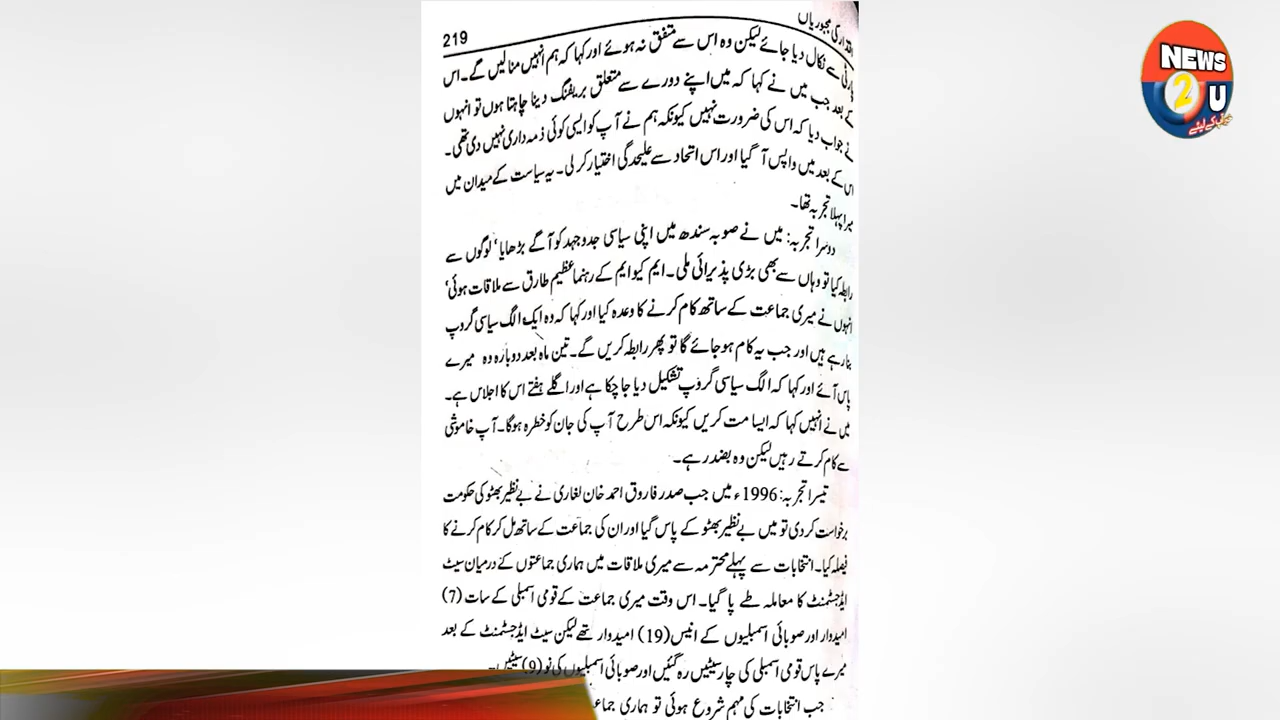 اقتدار کی مجبوریاں
219
پارٹی سے نکال دیا جائے لیکن وہ اس سے متفق نہ ہوئے اور کہا کہ ہم انہیں منا لیں گے۔ اس
کے بعد جب میں نے کہا کہ میں اپنے دورے سے متعلق بریفنگ دینا چاہتا ہوں تو انہوں
نے جواب دیا کہ اس کی ضرورت نہیں کیونکہ ہم نے آپ کو ایسی کوئی ذمہ داری نہیں دی تھی۔
اس کے بعد میں واپس آ گیا اور اس اتحاد سے علیحدگی اختیار کر لی۔ یہ سیاست کے میدان میں
میرا پہلا تجربہ تھا۔
دوسرا تجربہ: میں نے صوبہ سندھ میں اپنی سیاسی جدوجہد کو آگے بڑھایا' لوگوں سے
رابطہ کیا تو وہاں سے بھی بڑی پذیرائی ملی۔ ایم کیو ایم کے رہنما عظیم طارق سے ملاقات ہوئی'
انہوں نے میری جماعت کے ساتھ کام کرنے کا وعدہ کیا اور کہا کہ وہ ایک الگ سیاسی گروپ
بنا رہے ہیں اور جب یہ کام ہو جائے گا تو پھر رابطہ کریں گے۔ تین ماہ بعد دوبارہ وہ میرے
پاس آئے اور کہا کہ الگ سیاسی گروپ تشکیل دیا جا چکا ہے اور اگلے ہفتے اس کا اجلاس ہے۔
میں نے انہیں کہا کہ ایسا مت کریں کیونکہ اس طرح آپ کی جان کو خطرہ ہوگا۔ آپ خاموشی
سے کام کرتے رہیں لیکن وہ بضد رہے۔
تیسرا تجربہ: 1996ء میں جب صدر فاروق احمد خان لغاری نے بے نظیر بھٹو کی حکومت
برخواست کر دی تو میں بے نظیر بھٹو کے پاس گیا اور ان کی جماعت کے ساتھ مل کر کام کرنے کا
فیصلہ کیا۔ انتخابات سے پہلے محترمہ سے میری ملاقات میں ہماری جماعتوں کے درمیان سیٹ
ایڈجسٹمنٹ کا معاملہ طے پا گیا۔ اس وقت میری جماعت کے قومی اسمبلی کے سات (7)
امیدوار اور صوبائی اسمبلیوں کے انیس (19) امیدوار تھے لیکن سیٹ ایڈجسٹمنٹ کے بعد
میرے پاس قومی اسمبلی کی چار سیٹیں رہ گئیں اور صوبائی اسمبلیوں کی نو (9) سیٹیں۔
جب انتخابات کی مہم شروع ہوئی تو ہماری
NEWS
2
U